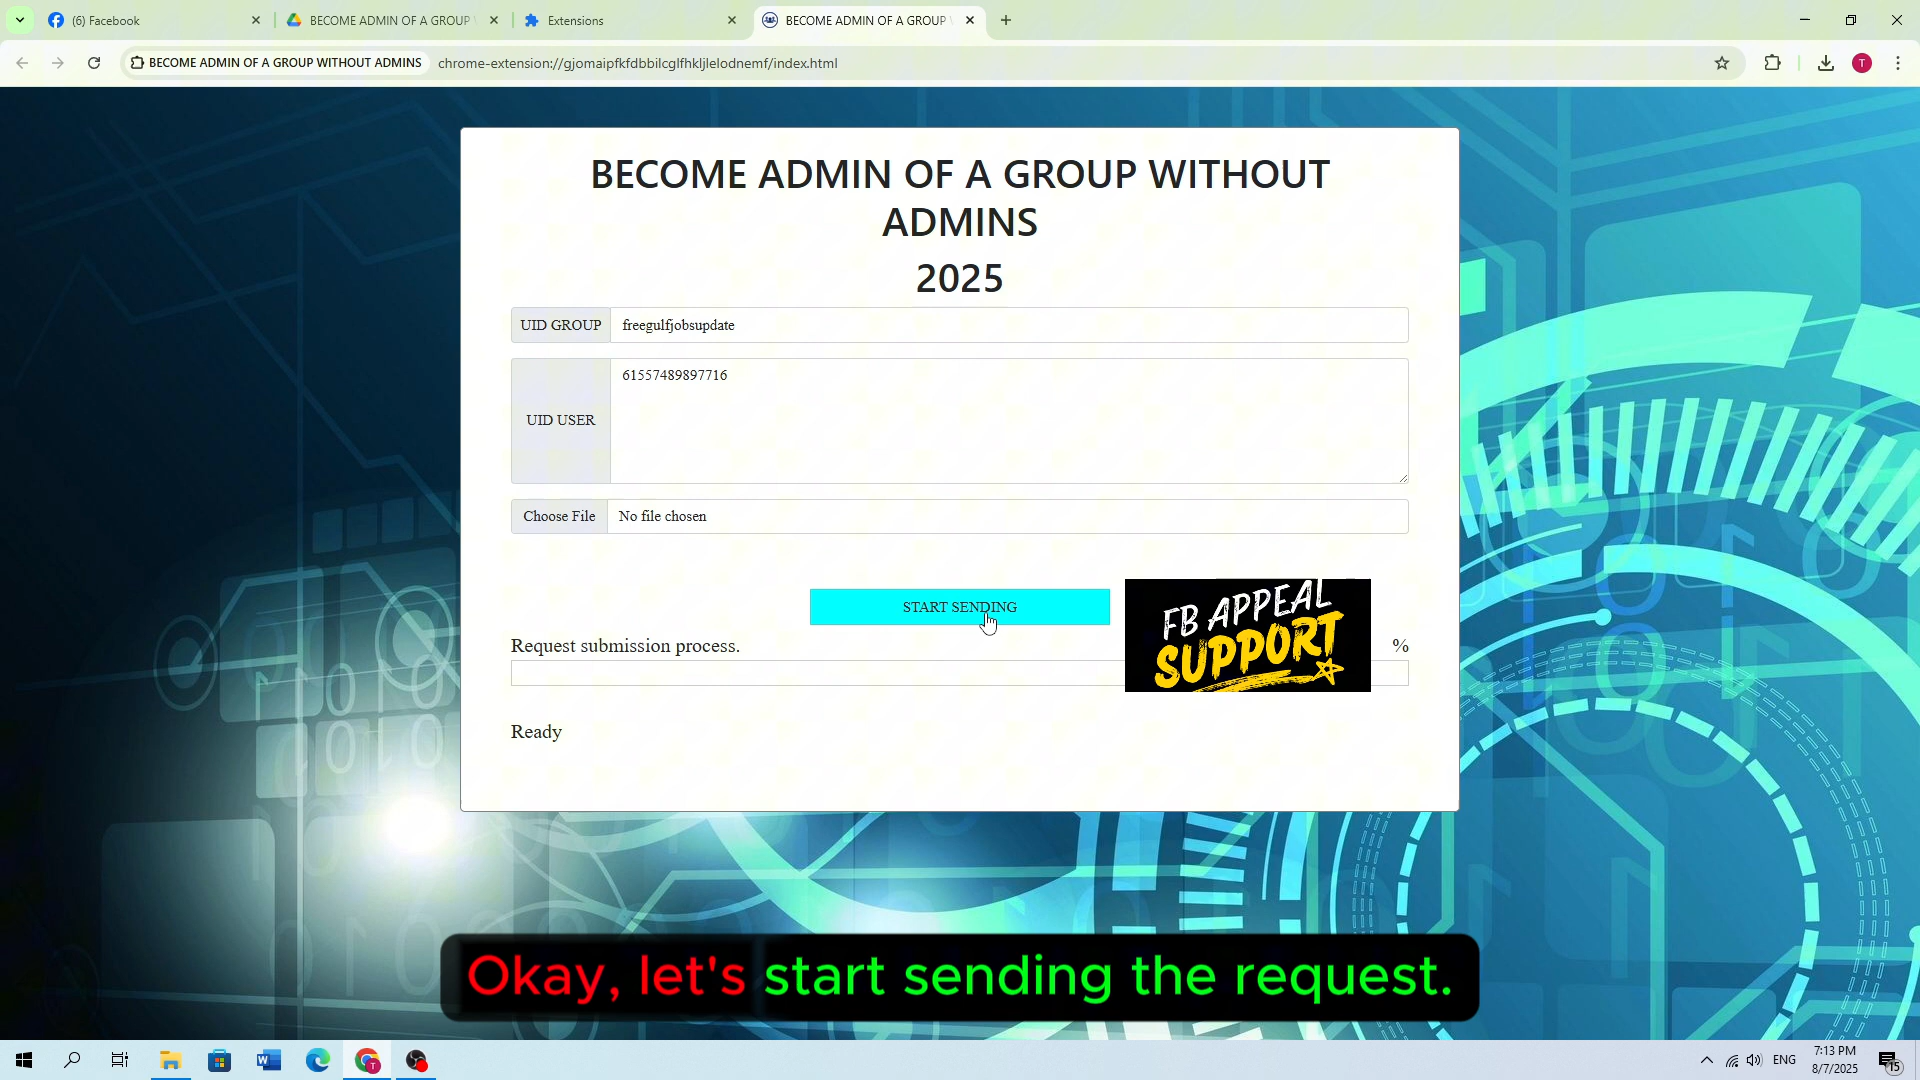 (6) Facebook
BECOME ADMIN OF A GROUP
Extensions
BECOME ADMIN OF A GROUP
BECOME ADMIN OF A GROUP WITHOUT ADMINS
chrome-extension://gjomaipfkfdbbilcglfhkljlelodnemf/index.html
T
BECOME ADMIN OF A GROUP WITHOUT
ADMINS
2025
UID GROUP
freegulfjobsupdate
61557489897716
UID USER
Choose File
No file chosen
START SENDING
FB APPEAL
SUPPORT
Request submission process.
%
Ready
Okay, let's start sending the request.
ENG
7:13 PM
8/7/2025
15